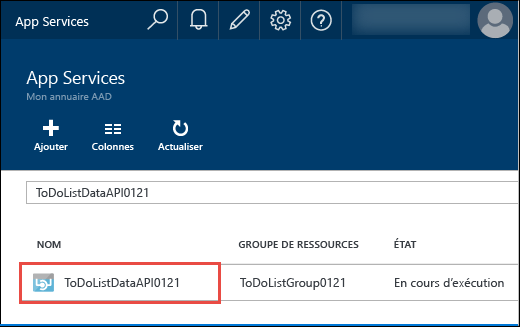 App Services
App Services
Mon annuaire AAD
Ajouter Colonnes Actualiser
ToDoListDataAPI0121
NOM GROUPE DE RESSOURCES ÉTAT
ToDoListDataAPI0121 ToDoListGroup0121 En cours d'exécution